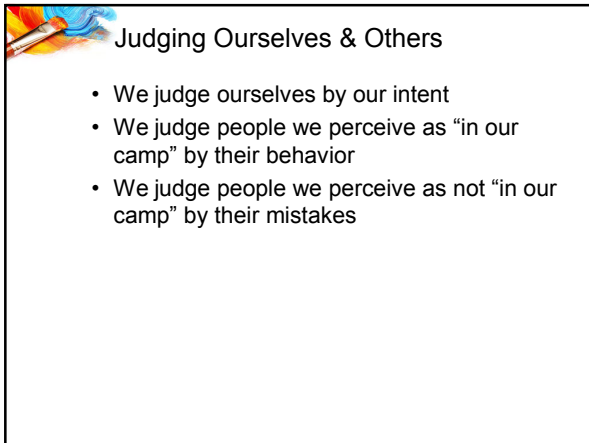 Judging Ourselves & Others
• We judge ourselves by our intent
• We judge people we perceive as “in our
camp” by their behavior
• We judge people we perceive as not “in our
camp” by their mistakes